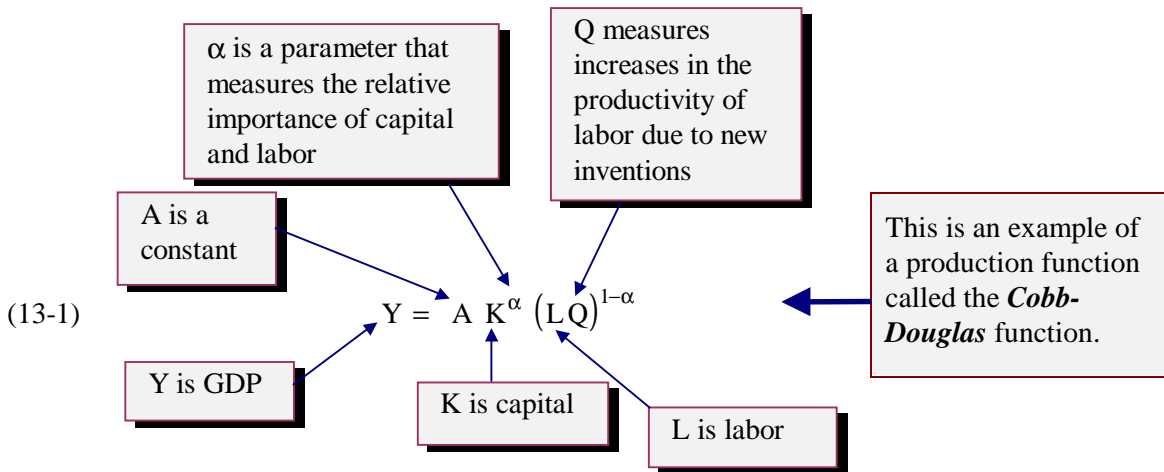 α is a parameter that
measures the relative
importance of capital
and labor
Q measures
increases in the
productivity of
labor due to new
inventions
A is a
constant
This is an example of
a production function
called the Cobb-
Douglas function.
(13-1)
Y = A K^α (LQ)^1−α
Y is GDP
K is capital
L is labor